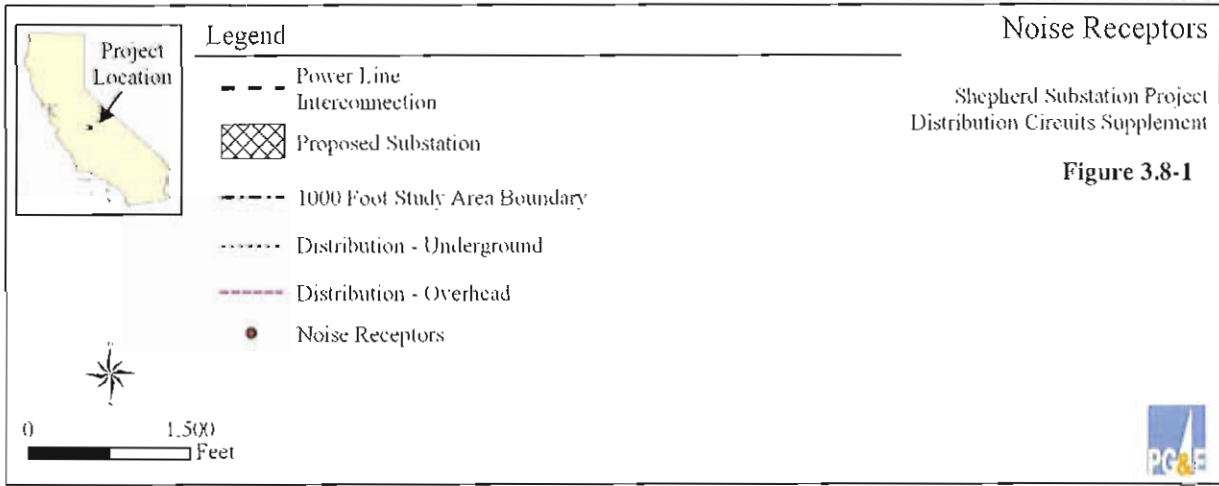 Project
Location
Legend
Power Line
Interconnection
Proposed Substation
1000 Foot Study Area Boundary
Distribution - Underground
Distribution - Overhead
Noise Receptors
0 1,500
Feet
Noise Receptors
Shepherd Substation Project
Distribution Circuits Supplement
Figure 3.8-1
PG&E